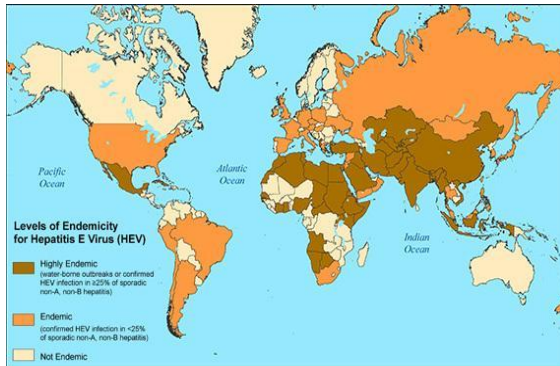 Pacific
Ocean
Atlantic
Ocean
Indian
Ocean
Levels of Endemicity
for Hepatitis E Virus (HEV)
Highly Endemic
(water-borne outbreaks or confirmed
HEV infection in ≥25% of sporadic
non-A, non-B hepatitis)
Endemic
(confirmed HEV infection in <25%
of sporadic non-A, non-B hepatitis)
Not Endemic